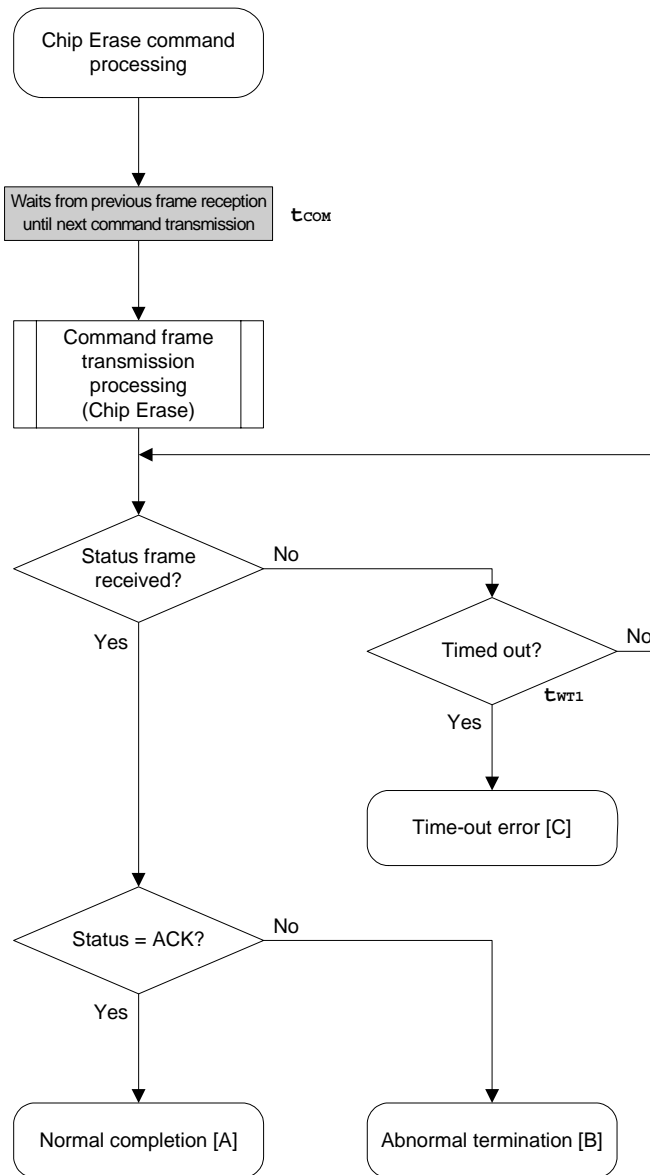 Chip Erase command
processing
Waits from previous frame reception
until next command transmission
tCOM
Command frame
transmission
processing
(Chip Erase)
Status frame
received?
No
Yes
Timed out?
No
tWT1
Yes
Time-out error [C]
Status = ACK?
No
Yes
Normal completion [A]
Abnormal termination [B]